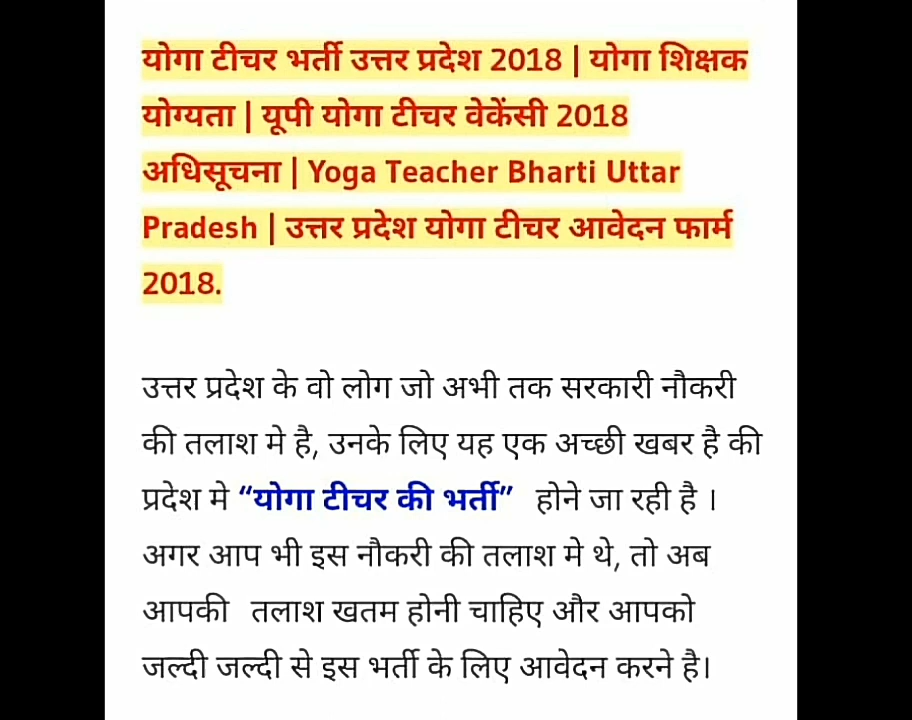 योगा टीचर भर्ती उत्तर प्रदेश 2018 | योगा शिक्षक
योग्यता | यूपी योगा टीचर वेकेंसी 2018
अधिसूचना | Yoga Teacher Bharti Uttar
Pradesh | उत्तर प्रदेश योगा टीचर आवेदन फार्म
2018.
उत्तर प्रदेश के वो लोग जो अभी तक सरकारी नौकरी
की तलाश मे है, उनके लिए यह एक अच्छी खबर है की
प्रदेश मे “योगा टीचर की भर्ती” होने जा रही है ।
अगर आप भी इस नौकरी की तलाश मे थे, तो अब
आपकी तलाश खतम होनी चाहिए और आपको
जल्दी जल्दी से इस भर्ती के लिए आवेदन करने है।